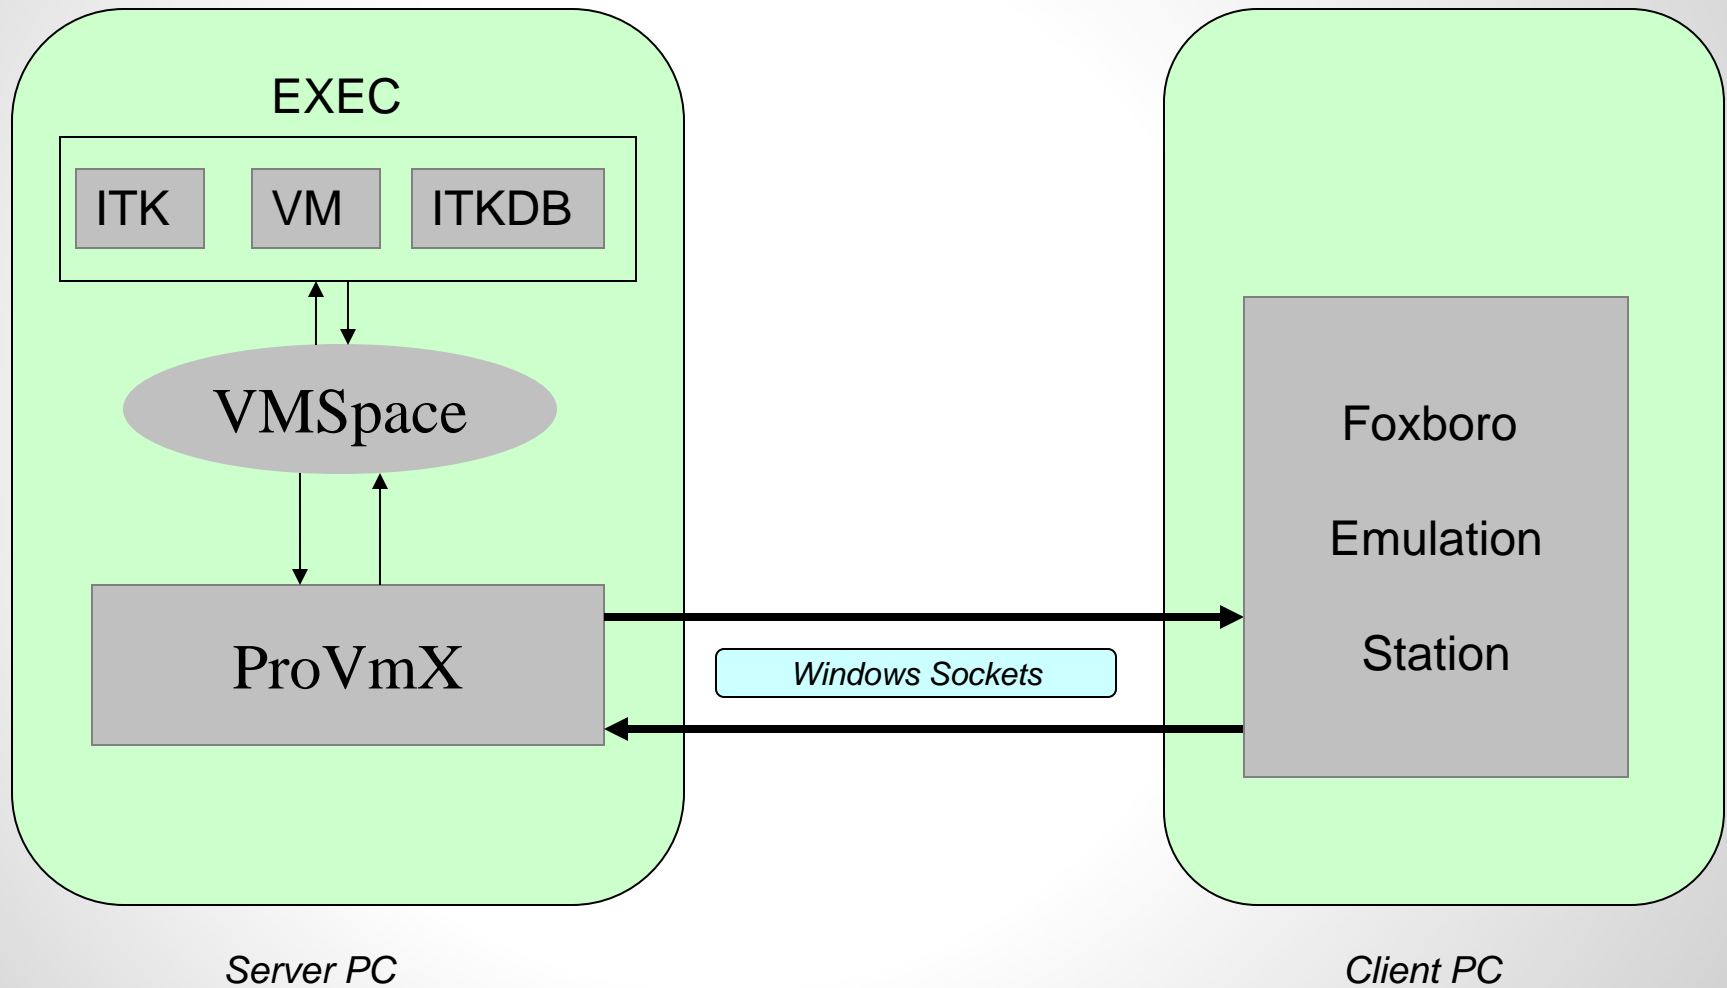 EXEC
ITK
VM
ITKDB
VMSpace
ProVmX
Windows Sockets
Foxboro
Emulation
Station
Server PC
Client PC